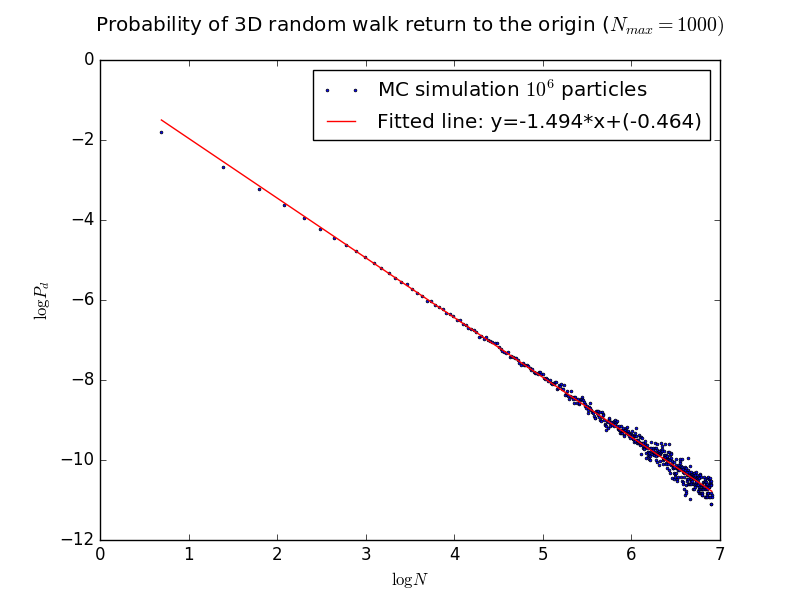 Probability of 3D random walk return to the origin (N_{max} = 1000)
MC simulation 10^6 particles
Fitted line: y=-1.494*x+(-0.464)
0
−2
−4
−6
−8
−10
−12
log P_d
0 1 2 3 4 5 6 7
log N